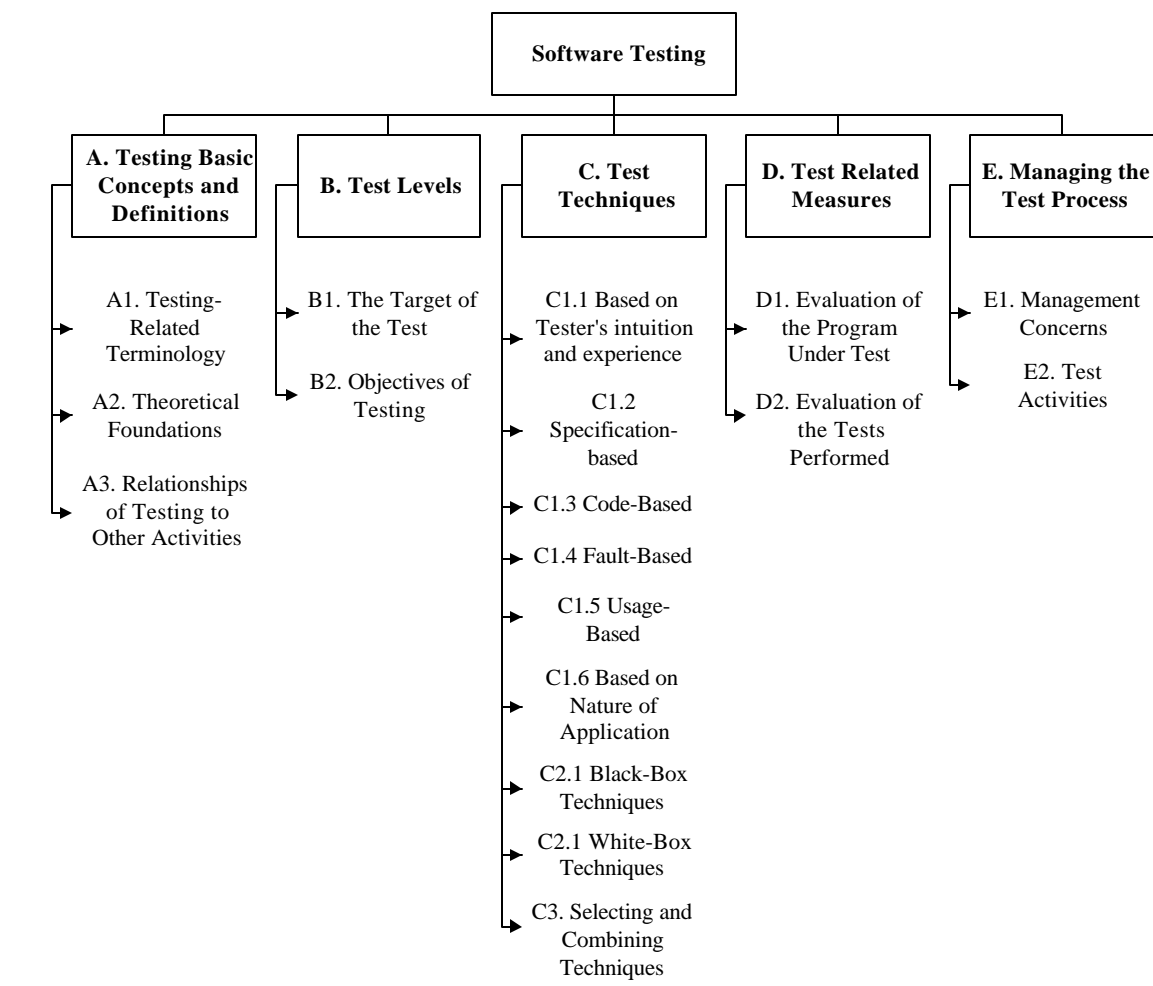 Software Testing
A. Testing Basic
Concepts and
Definitions
B. Test Levels
C. Test
Techniques
D. Test Related
Measures
E. Managing the
Test Process
A1. Testing-
Related
Terminology
A2. Theoretical
Foundations
A3. Relationships
of Testing to
Other Activities
B1. The Target of
the Test
B2. Objectives of
Testing
C1.1 Based on
Tester's intuition
and experience
C1.2
Specification-
based
C1.3 Code-Based
C1.4 Fault-Based
C1.5 Usage-
Based
C1.6 Based on
Nature of
Application
C2.1 Black-Box
Techniques
C2.1 White-Box
Techniques
C3. Selecting and
Combining
Techniques
D1. Evaluation of
the Program
Under Test
D2. Evaluation of
the Tests
Performed
E1. Management
Concerns
E2. Test
Activities